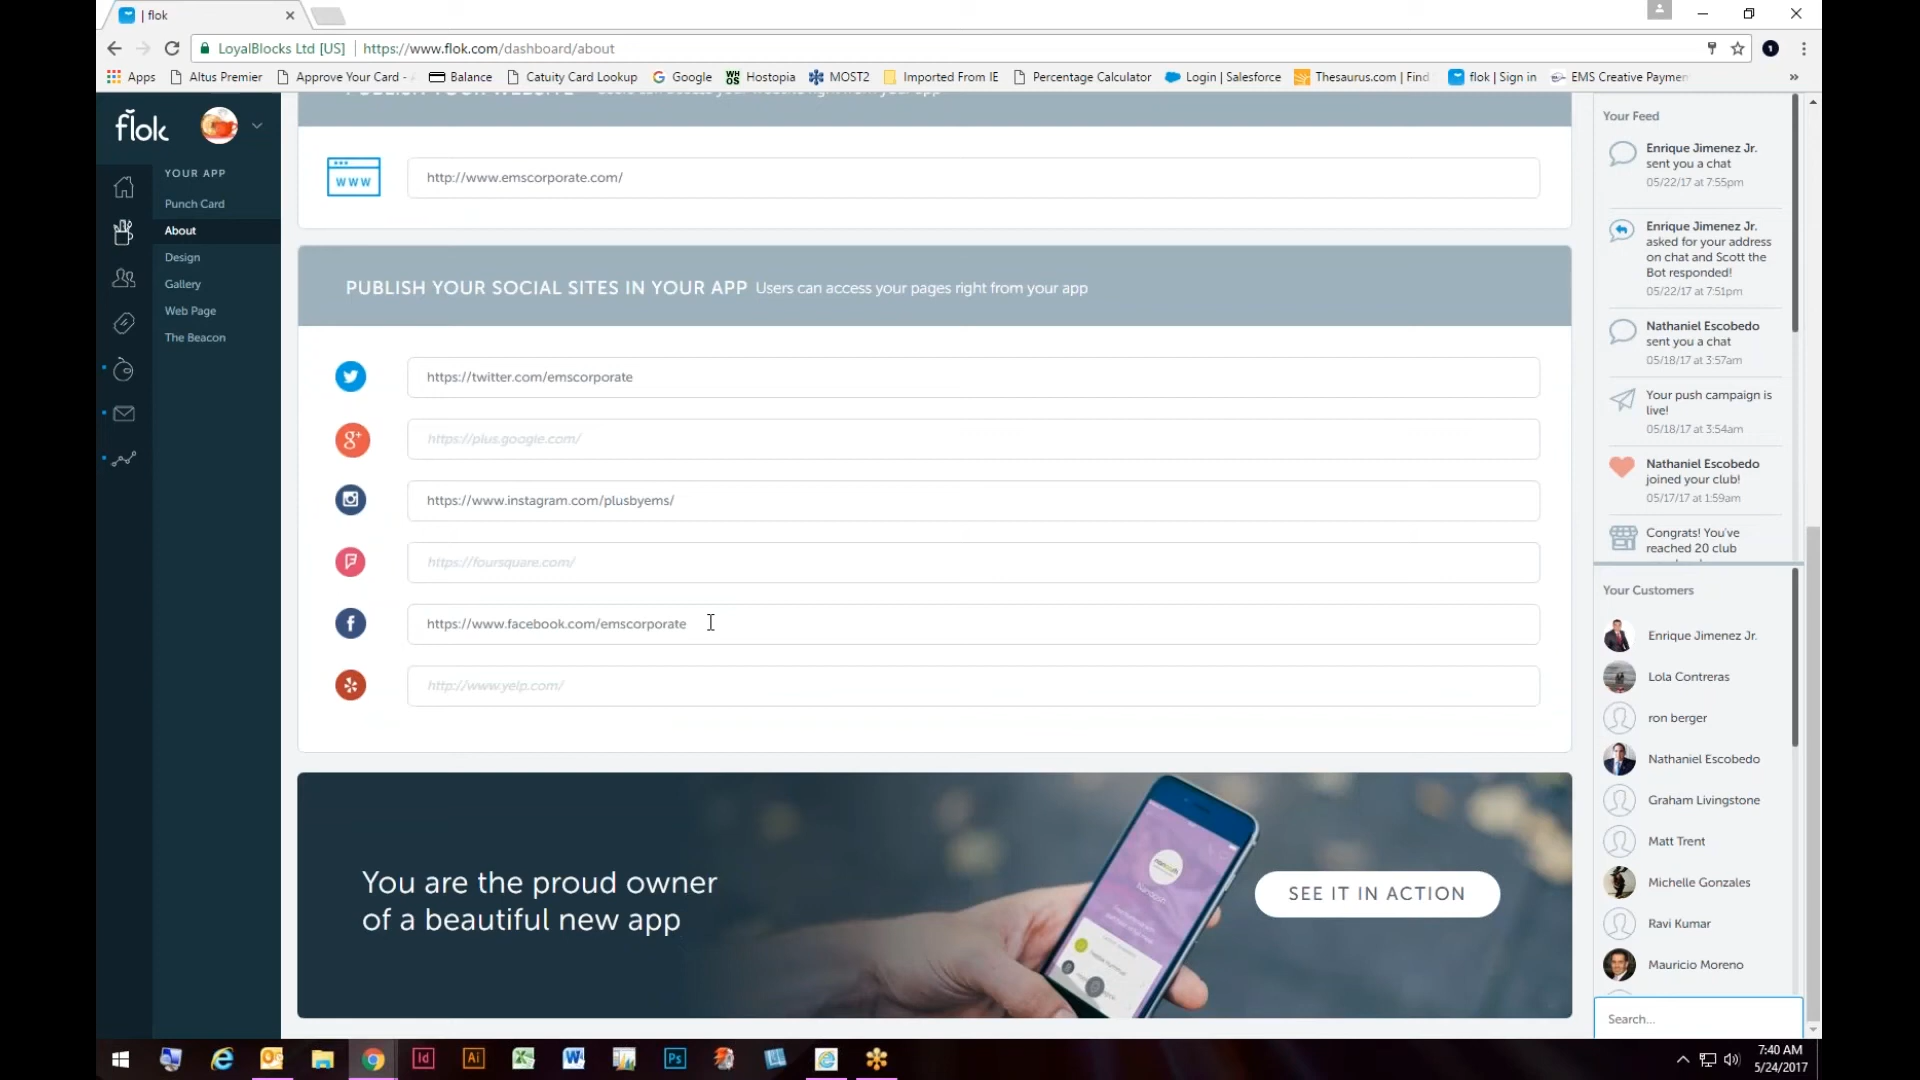 | flok
LoyalBlocks Ltd [US] | https://www.flok.com/dashboard/about
Apps Altus Premier Approve Your Card - Balance Catuity Card Lookup Google Hostopia MOST2 Imported From IE Percentage Calculator Login | Salesforce Thesaurus.com | Find flok | Sign in EMS Creative Paymen
flok
YOUR APP
Punch Card
About
Design
Gallery
Web Page
The Beacon
WWW
http://www.emscorporate.com/
PUBLISH YOUR SOCIAL SITES IN YOUR APP Users can access your pages right from your app
https://twitter.com/emscorporate
https://plus.google.com/
https://www.instagram.com/plusbyems/
https://foursquare.com/
https://www.facebook.com/emscorporate
http://www.yelp.com/
You are the proud owner
of a beautiful new app
SEE IT IN ACTION
Your Feed
Enrique Jimenez Jr.
sent you a chat
05/22/17 at 7:55pm
Enrique Jimenez Jr.
asked for your address
on chat and Scott the
Bot responded!
05/22/17 at 7:51pm
Nathaniel Escobedo
sent you a chat
05/18/17 at 3:57am
Your push campaign is
live!
05/18/17 at 3:54am
Nathaniel Escobedo
joined your club!
05/17/17 at 1:59am
Congrats! You've
reached 20 club
Your Customers
Enrique Jimenez Jr.
Lola Contreras
ron berger
Nathaniel Escobedo
Graham Livingstone
Matt Trent
Michelle Gonzales
Ravi Kumar
Mauricio Moreno
Search...
7:40 AM
5/24/2017